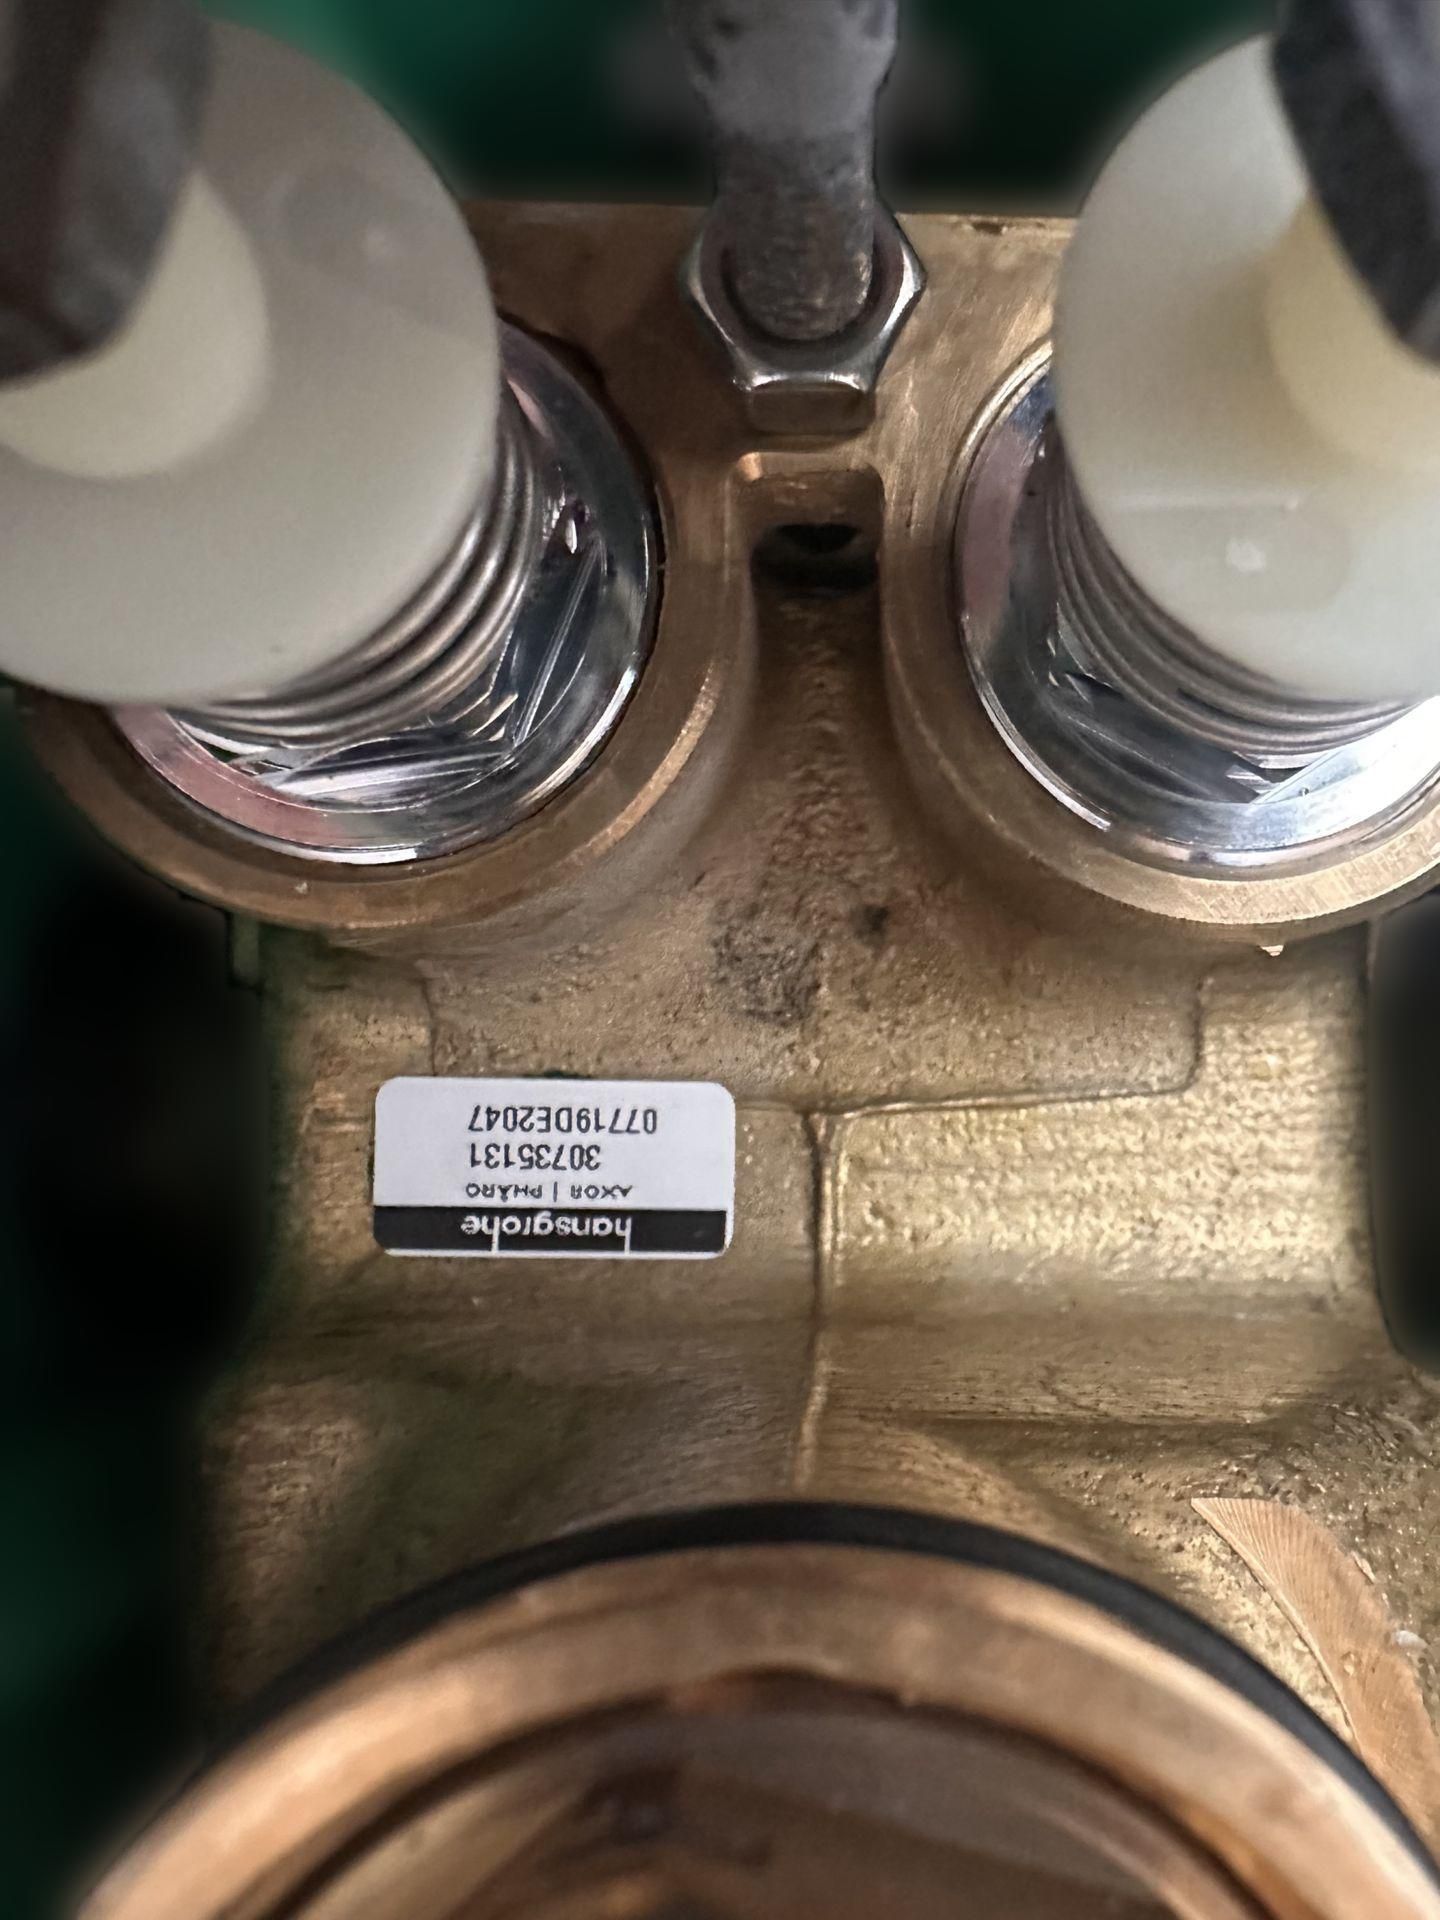 hansgrohe
AXOR | PHARO
30735131
07719DE2047